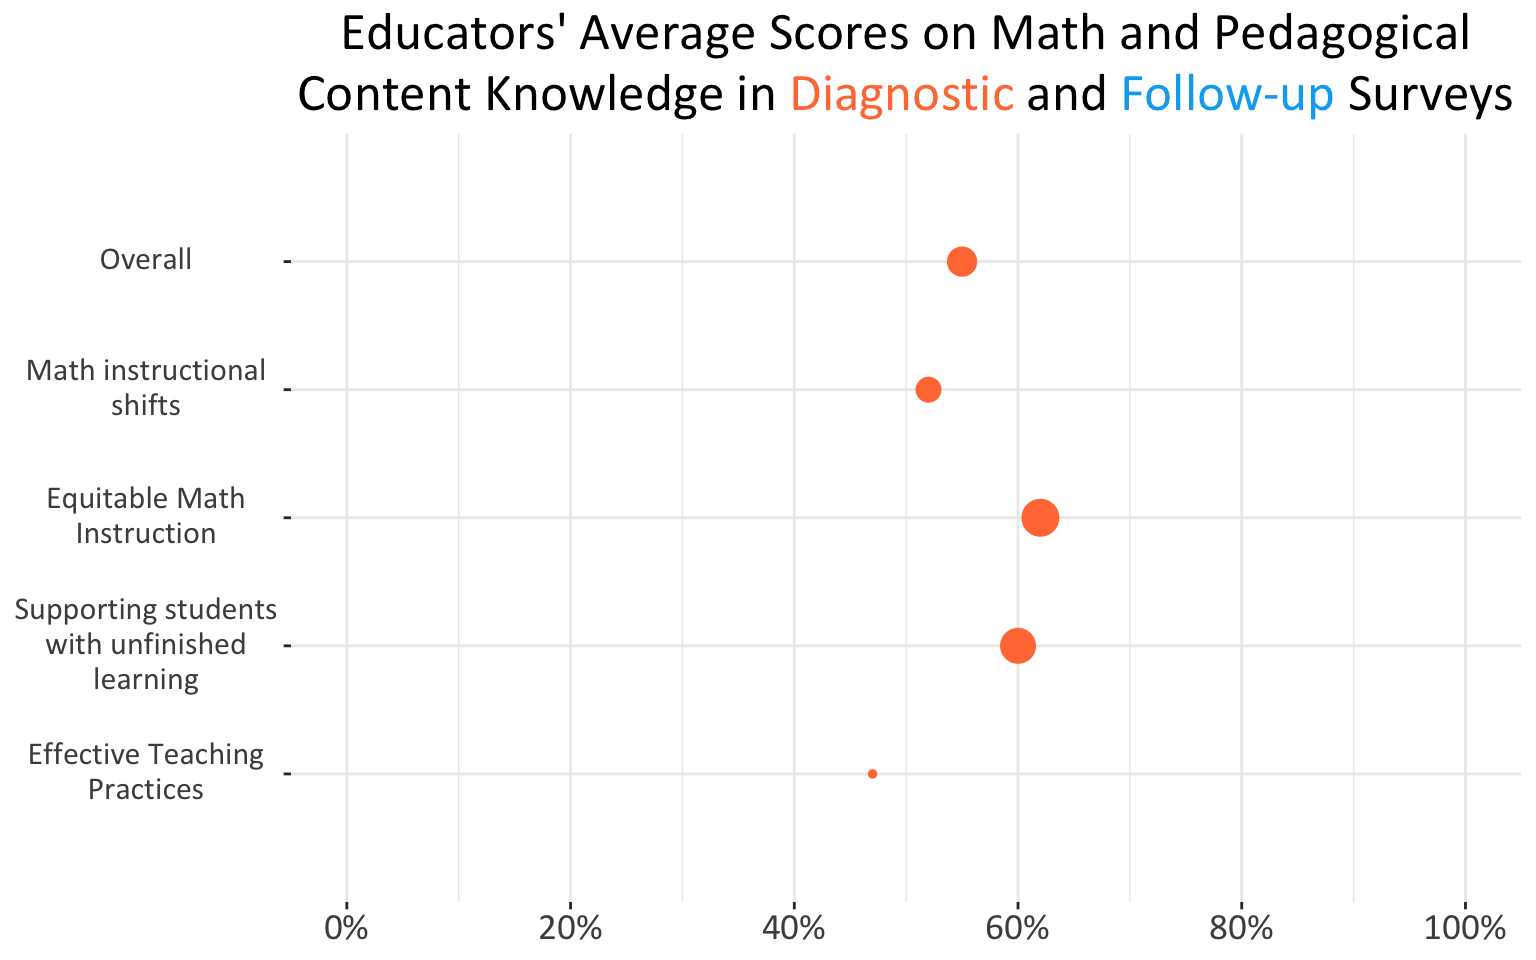 Educators' Average Scores on Math and Pedagogical
Content Knowledge in Diagnostic and Follow-up Surveys
Overall
Math instructional
shifts
Equitable Math
Instruction
Supporting students
with unfinished
learning
Effective Teaching
Practices
0% 20% 40% 60% 80% 100%